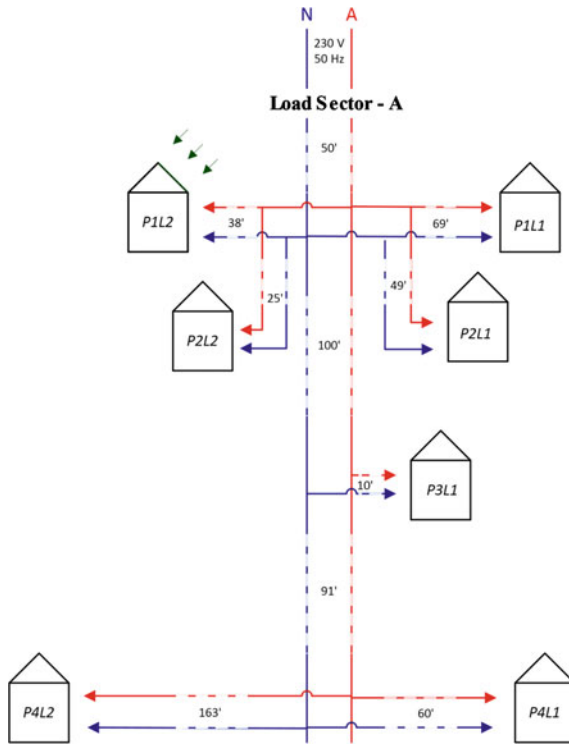 N A
230 V
50 Hz
Load Sector - A
50'
P1L2
38'
69'
P1L1
P2L2
25'
49'
P2L1
100'
P3L1
10'
91'
P4L2
163'
60'
P4L1